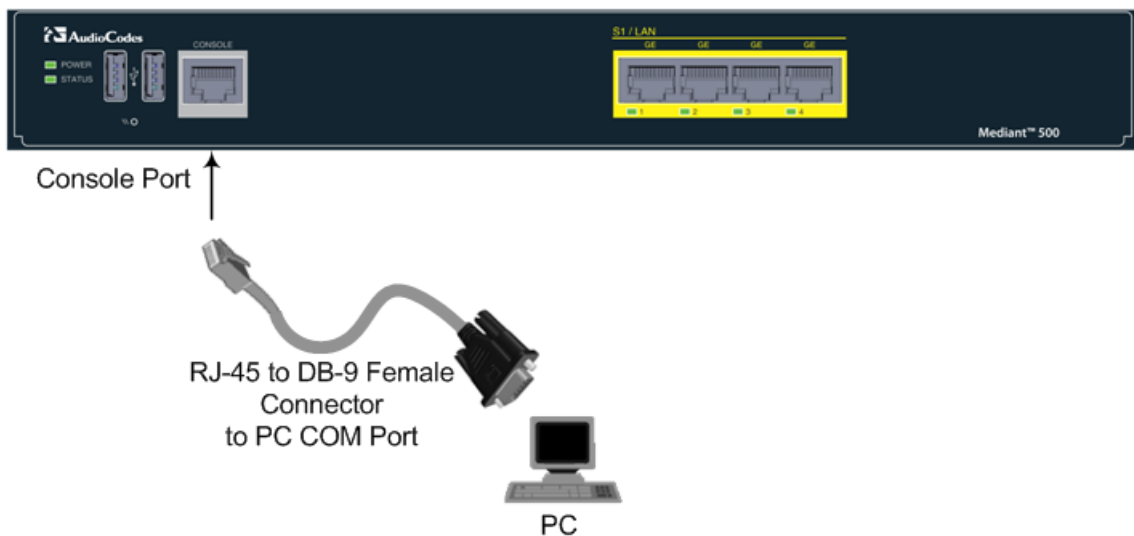 AudioCodes
POWER
STATUS
CONSOLE
S1 / LAN
GE GE GE GE
1 2 3 4
Mediant™ 500
Console Port
RJ-45 to DB-9 Female
Connector
to PC COM Port
PC